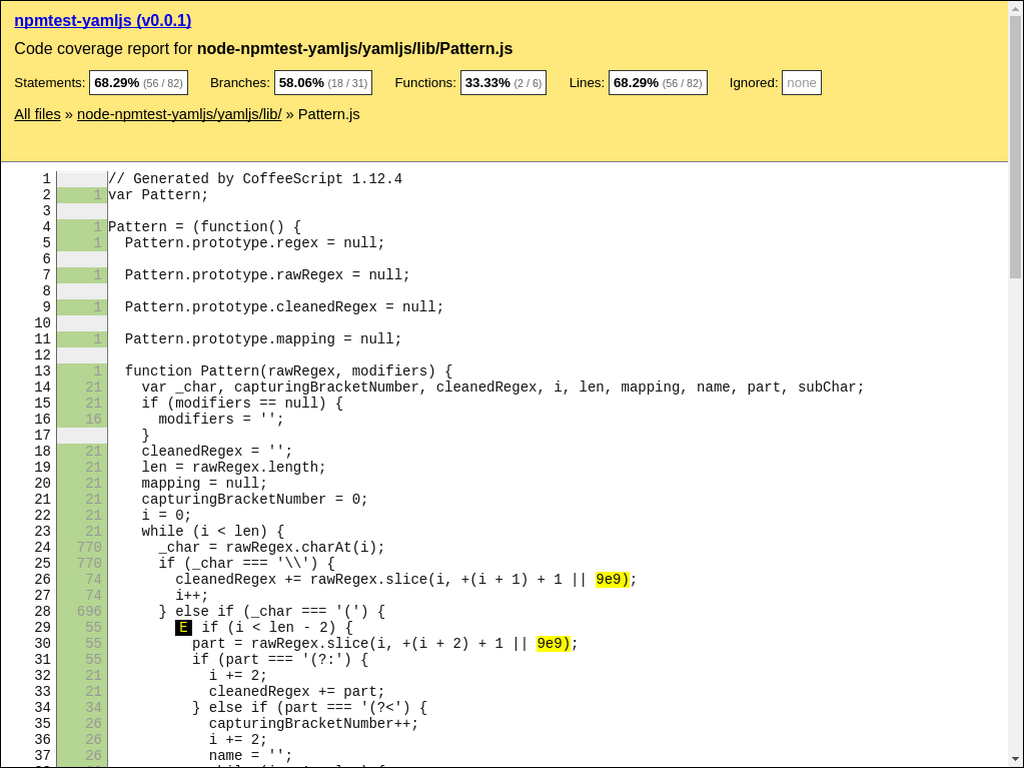 npmtest-yamljs (v0.0.1)
Code coverage report for node-npmtest-yamljs/yamljs/lib/Pattern.js
Statements: 68.29% (56 / 82) Branches: 58.06% (18 / 31) Functions: 33.33% (2 / 6) Lines: 68.29% (56 / 82) Ignored: none
All files » node-npmtest-yamljs/yamljs/lib/ » Pattern.js
1 // Generated by CoffeeScript 1.12.4
2 1 var Pattern;
3
4 1 Pattern = (function() {
5 1   Pattern.prototype.regex = null;
6
7 1   Pattern.prototype.rawRegex = null;
8
9 1   Pattern.prototype.cleanedRegex = null;
10
11 1   Pattern.prototype.mapping = null;
12
13 1   function Pattern(rawRegex, modifiers) {
14 21     var _char, capturingBracketNumber, cleanedRegex, i, len, mapping, name, part, subChar;
15 21     if (modifiers == null) {
16 16       modifiers = '';
17     }
18 21     cleanedRegex = '';
19 21     len = rawRegex.length;
20 21     mapping = null;
21 21     capturingBracketNumber = 0;
22 21     i = 0;
23 21     while (i < len) {
24 770       _char = rawRegex.charAt(i);
25 770       if (_char === '\\') {
26 74         cleanedRegex += rawRegex.slice(i, +(i + 1) + 1 || 9e9);
27 74         i++;
28 696       } else if (_char === '(') {
29 55         E if (i < len - 2) {
30 55           part = rawRegex.slice(i, +(i + 2) + 1 || 9e9);
31 55           if (part === '(?:') {
32 21             i += 2;
33 21             cleanedRegex += part;
34 34           } else if (part === '(?<') {
35 26             capturingBracketNumber++;
36 26             i += 2;
37 26             name = '';